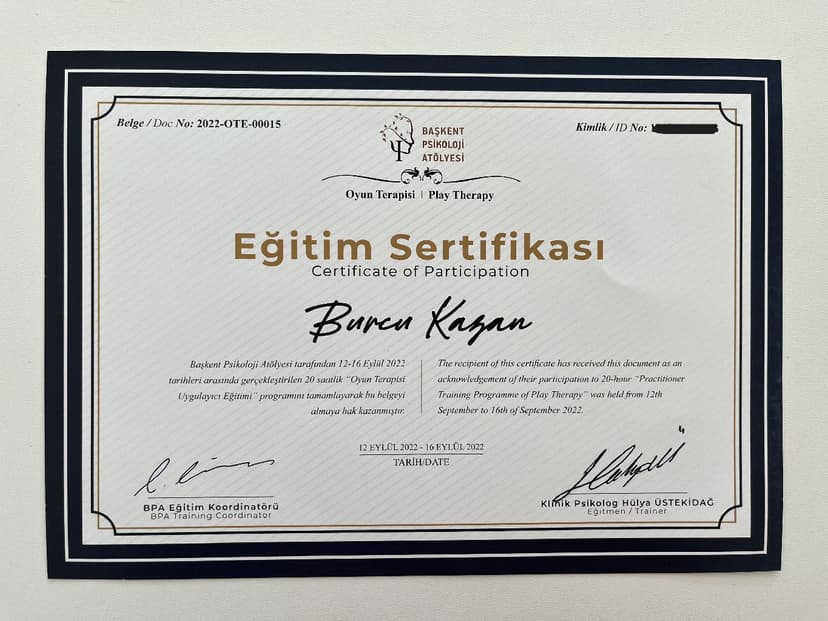 Belge / Doc No: 2022-OTE-00015
Kimlik / ID No:
BAŞKENT
PSİKOLOJİ
ATÖLYESİ
Oyun Terapisi | Play Therapy
Eğitim Sertifikası
Certificate of Participation
Burcu Kazan
Başkent Psikoloji Atölyesi tarafından 12-16 Eylül 2022
tarihleri arasında gerçekleştirilen 20 saatlik “Oyun Terapisi
Uygulayıcı Eğitimi” programını tamamlayarak bu belgeyi
almaya hak kazanmıştır.
The recipient of this certificate has received this document as an
acknowledgement of their participation to 20-hour “Practitioner
Training Programme of Play Therapy” was held from 12th
September to 16th of September 2022.
12 EYLÜL 2022 - 16 EYLÜL 2022
TARİH/DATE
BPA Eğitim Koordinatörü
BPA Training Coordinator
Klinik Psikolog Hülya ÜSTEKİDAĞ
Eğitmen / Trainer